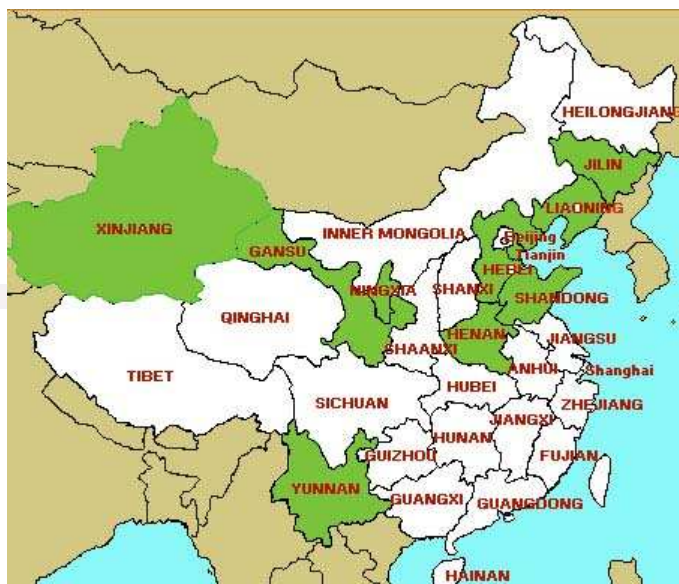 HEILONGJIANG
JILIN
LIAONING
XINJIANG
INNER MONGOLIA
Beijing
GANSU
Tianjin
HEBEI
NINGXIA
SHANXI
SHANDONG
QINGHAI
HENAN
JIANGSU
SHAANXI
ANHUI
Shanghai
TIBET
HUBEI
SICHUAN
ZHEJIANG
JIANGXI
HUNAN
GUIZHOU
FUJIAN
YUNNAN
GUANGXI
GUANGDONG
HAINAN